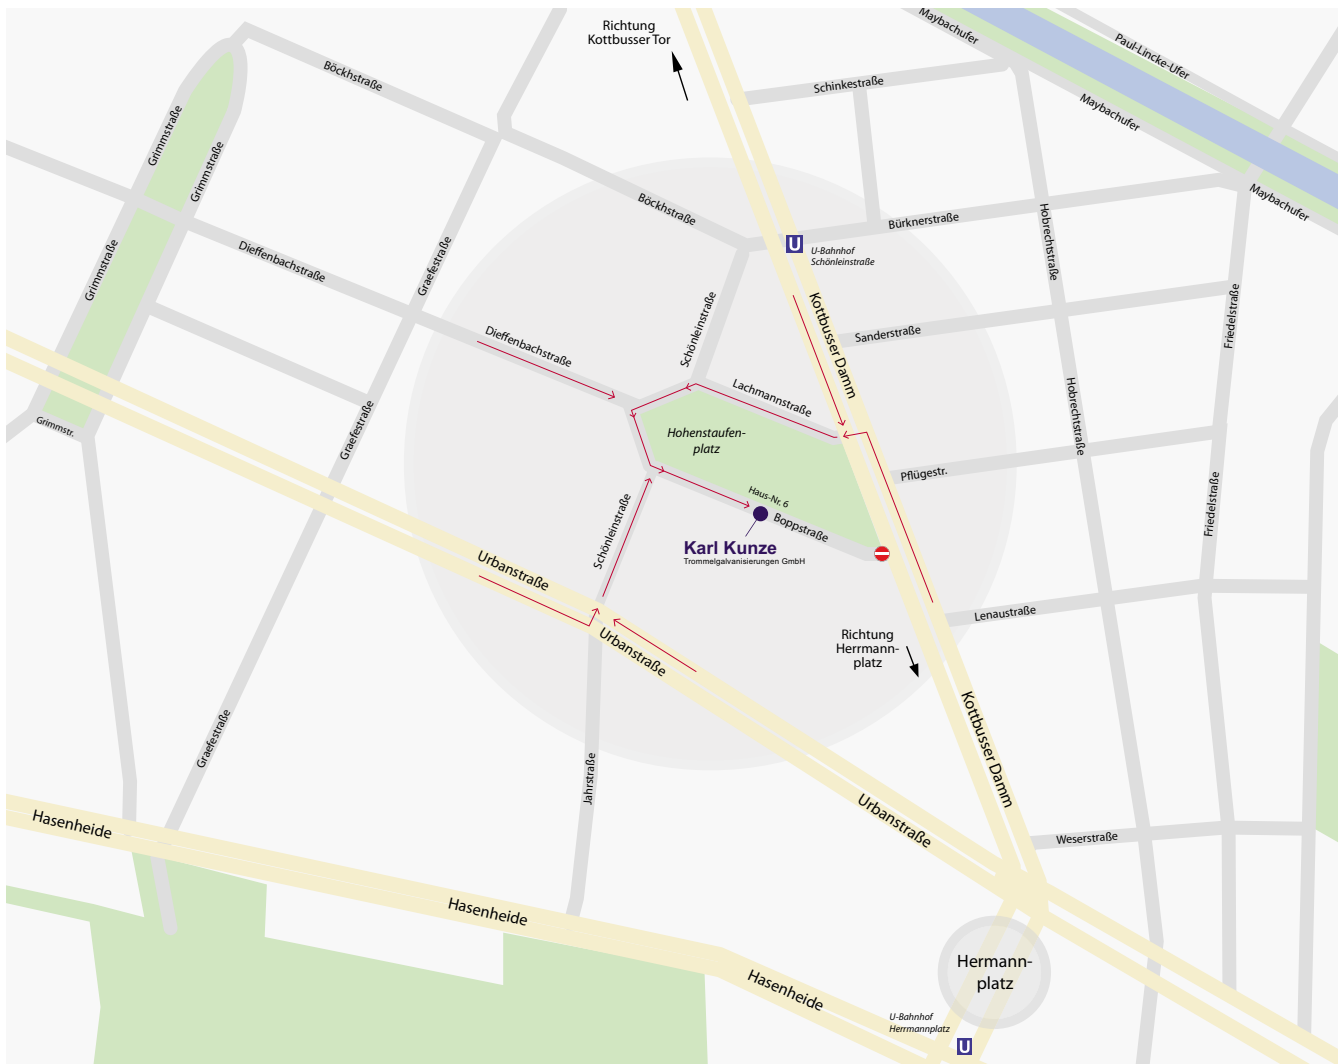 Richtung
Kottbusser Tor
Maybachufer
Paul-Lincke-Ufer
Böckhstraße
Schinkestraße
Maybachufer
Grimmstraße
Grimmstraße
Maybachufer
Böckhstraße
Bürknerstraße
Hobrechtstraße
U
U-Bahnhof
Schönleinstraße
Grimmstraße
Dieffenbachstraße
Graefestraße
Schönleinstraße
Kottbusser Damm
Sanderstraße
Friedelstraße
Dieffenbachstraße
Lachmannstraße
Hobrechtstraße
Grimmstr.
Graefestraße
Hohenstaufen-
platz
Pflügestr.
Haus-Nr. 6
Boppstraße
Friedelstraße
Schönleinstraße
Karl Kunze
Trommelgalvanisierungen GmbH
Urbanstraße
Urbanstraße
Lenaustraße
Richtung
Herrmann-
platz
Graefestraße
Jahrstraße
Kottbusser Damm
Urbanstraße
Hasenheide
Weserstraße
Hasenheide
Hermann-
platz
Hasenheide
U-Bahnhof
Herrmannplatz
U